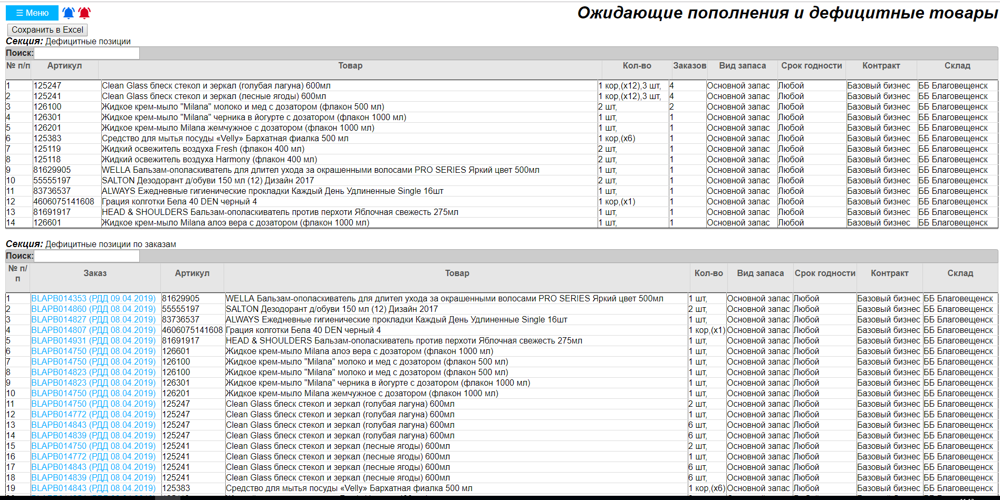 ☰ Меню
Ожидающие пополнения и дефицитные товары
Сохранить в Excel
Секция: Дефицитные позиции
Поиск:
№ п/п Артикул Товар Кол-во Заказов Вид запаса Срок годности Контракт Склад
1 125247 Clean Glass блеск стекол и зеркал (голубая лагуна) 600мл 1 кор,(x12),3 шт, 4 Основной запас Любой Базовый бизнес ББ Благовещенск
2 125241 Clean Glass блеск стекол и зеркал (лесные ягоды) 600мл 1 кор,(x12),3 шт, 4 Основной запас Любой Базовый бизнес ББ Благовещенск
3 126100 Жидкое крем-мыло "Milana" молоко и мед с дозатором (флакон 500 мл) 2 шт, 2 Основной запас Любой Базовый бизнес ББ Благовещенск
4 126301 Жидкое крем-мыло "Milana" черника в йогурте с дозатором (флакон 1000 мл) 1 шт, 1 Основной запас Любой Базовый бизнес ББ Благовещенск
5 126201 Жидкое крем-мыло Milana жемчужное с дозатором (флакон 1000 мл) 1 шт, 1 Основной запас Любой Базовый бизнес ББ Благовещенск
6 125383 Средство для мытья посуды «Velly» Бархатная фиалка 500 мл 1 кор,(x6) 1 Основной запас Любой Базовый бизнес ББ Благовещенск
7 125119 Жидкий освежитель воздуха Fresh (флакон 400 мл) 2 шт, 1 Основной запас Любой Базовый бизнес ББ Благовещенск
8 125118 Жидкий освежитель воздуха Harmony (флакон 400 мл) 2 шт, 1 Основной запас Любой Базовый бизнес ББ Благовещенск
9 81629905 WELLA Бальзам-ополаскиватель для длител ухода за окрашенными волосами PRO SERIES Яркий цвет 500мл 1 шт, 1 Основной запас Любой Базовый бизнес ББ Благовещенск
10 55555197 SALTON Дезодорант д/обуви 150 мл (12) Дизайн 2017 2 шт, 1 Основной запас Любой Базовый бизнес ББ Благовещенск
11 83736537 ALWAYS Ежедневные гигиенические прокладки Каждый День Удлиненные Single 16шт 1 шт, 1 Основной запас Любой Базовый бизнес ББ Благовещенск
12 4606075141608 Грация колготки Бела 40 DEN черный 4 1 кор,(x1) 1 Основной запас Любой Базовый бизнес ББ Благовещенск
13 81691917 HEAD & SHOULDERS Бальзам-ополаскиватель против перхоти Яблочная свежесть 275мл 1 шт, 1 Основной запас Любой Базовый бизнес ББ Благовещенск
14 126601 Жидкое крем-мыло Milana алоэ вера с дозатором (флакон 1000 мл) 1 шт, 1 Основной запас Любой Базовый бизнес ББ Благовещенск
Секция: Дефицитные позиции по заказам
Поиск:
№ п/п Заказ Артикул Товар Кол-во Вид запаса Срок годности Контракт Склад
1 BLAPB014353 (РДД 09.04.2019) 81629905 WELLA Бальзам-ополаскиватель для длител ухода за окрашенными волосами PRO SERIES Яркий цвет 500мл 1 шт, Основной запас Любой Базовый бизнес ББ Благовещенск
2 BLAPB014860 (РДД 08.04.2019) 55555197 SALTON Дезодорант д/обуви 150 мл (12) Дизайн 2017 2 шт, Основной запас Любой Базовый бизнес ББ Благовещенск
3 BLAPB014827 (РДД 08.04.2019) 83736537 ALWAYS Ежедневные гигиенические прокладки Каждый День Удлиненные Single 16шт 1 шт, Основной запас Любой Базовый бизнес ББ Благовещенск
4 BLAPB014807 (РДД 08.04.2019) 4606075141608 Грация колготки Бела 40 DEN черный 4 1 кор,(x1) Основной запас Любой Базовый бизнес ББ Благовещенск
5 BLAPB014931 (РДД 08.04.2019) 81691917 HEAD & SHOULDERS Бальзам-ополаскиватель против перхоти Яблочная свежесть 275мл 1 шт, Основной запас Любой Базовый бизнес ББ Благовещенск
6 BLAPB014750 (РДД 08.04.2019) 126601 Жидкое крем-мыло Milana алоэ вера с дозатором (флакон 1000 мл) 1 шт, Основной запас Любой Базовый бизнес ББ Благовещенск
7 BLAPB014750 (РДД 08.04.2019) 126100 Жидкое крем-мыло "Milana" молоко и мед с дозатором (флакон 500 мл) 1 шт, Основной запас Любой Базовый бизнес ББ Благовещенск
8 BLAPB014823 (РДД 08.04.2019) 126100 Жидкое крем-мыло "Milana" молоко и мед с дозатором (флакон 500 мл) 1 шт, Основной запас Любой Базовый бизнес ББ Благовещенск
9 BLAPB014823 (РДД 08.04.2019) 126301 Жидкое крем-мыло "Milana" черника в йогурте с дозатором (флакон 1000 мл) 1 шт, Основной запас Любой Базовый бизнес ББ Благовещенск
10 BLAPB014750 (РДД 08.04.2019) 126201 Жидкое крем-мыло Milana жемчужное с дозатором (флакон 1000 мл) 1 шт, Основной запас Любой Базовый бизнес ББ Благовещенск
11 BLAPB014750 (РДД 08.04.2019) 125247 Clean Glass блеск стекол и зеркал (голубая лагуна) 600мл 2 шт, Основной запас Любой Базовый бизнес ББ Благовещенск
12 BLAPB014772 (РДД 08.04.2019) 125247 Clean Glass блеск стекол и зеркал (голубая лагуна) 600мл 1 шт, Основной запас Любой Базовый бизнес ББ Благовещенск
13 BLAPB014843 (РДД 08.04.2019) 125247 Clean Glass блеск стекол и зеркал (голубая лагуна) 600мл 6 шт, Основной запас Любой Базовый бизнес ББ Благовещенск
14 BLAPB014839 (РДД 08.04.2019) 125247 Clean Glass блеск стекол и зеркал (голубая лагуна) 600мл 6 шт, Основной запас Любой Базовый бизнес ББ Благовещенск
15 BLAPB014750 (РДД 08.04.2019) 125241 Clean Glass блеск стекол и зеркал (лесные ягоды) 600мл 2 шт, Основной запас Любой Базовый бизнес ББ Благовещенск
16 BLAPB014772 (РДД 08.04.2019) 125241 Clean Glass блеск стекол и зеркал (лесные ягоды) 600мл 1 шт, Основной запас Любой Базовый бизнес ББ Благовещенск
17 BLAPB014843 (РДД 08.04.2019) 125241 Clean Glass блеск стекол и зеркал (лесные ягоды) 600мл 6 шт, Основной запас Любой Базовый бизнес ББ Благовещенск
18 BLAPB014839 (РДД 08.04.2019) 125241 Clean Glass блеск стекол и зеркал (лесные ягоды) 600мл 6 шт, Основной запас Любой Базовый бизнес ББ Благовещенск
19 BLAPB014843 (РДД 08.04.2019) 125383 Средство для мытья посуды «Velly» Бархатная фиалка 500 мл 1 кор,(x6) Основной запас Любой Базовый бизнес ББ Благовещенск